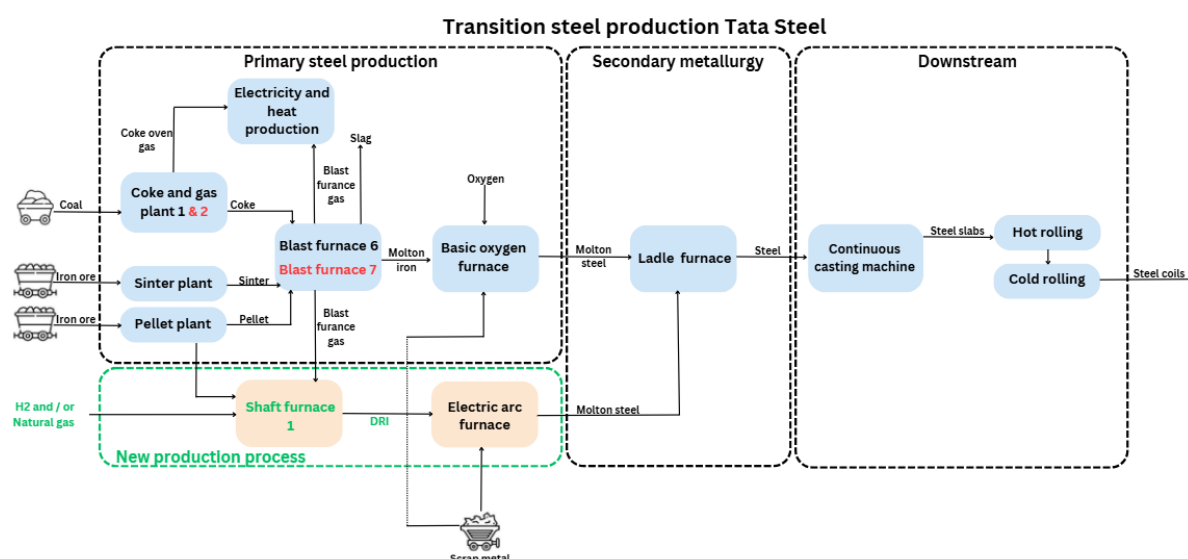 Transition steel production Tata Steel
Primary steel production
Secondary metallurgy
Downstream
Electricity and
heat
production
Coke oven
gas
Slag
Blast
furance
gas
Oxygen
Coal
Coke and gas
plant 1 & 2
Coke
Blast furnace 6
Blast furnace 7
Molton
iron
Basic oxygen
furnace
Molton
steel
Ladle furnace
Steel
Continuous
casting machine
Steel slabs
Hot rolling
Cold rolling
Steel coils
Iron ore
Sinter plant
Sinter
Iron ore
Pellet plant
Pellet
Blast
furance
gas
H2 and / or
Natural gas
Shaft furnace
1
DRI
Electric arc
furnace
Molton steel
New production process
Scrap metal